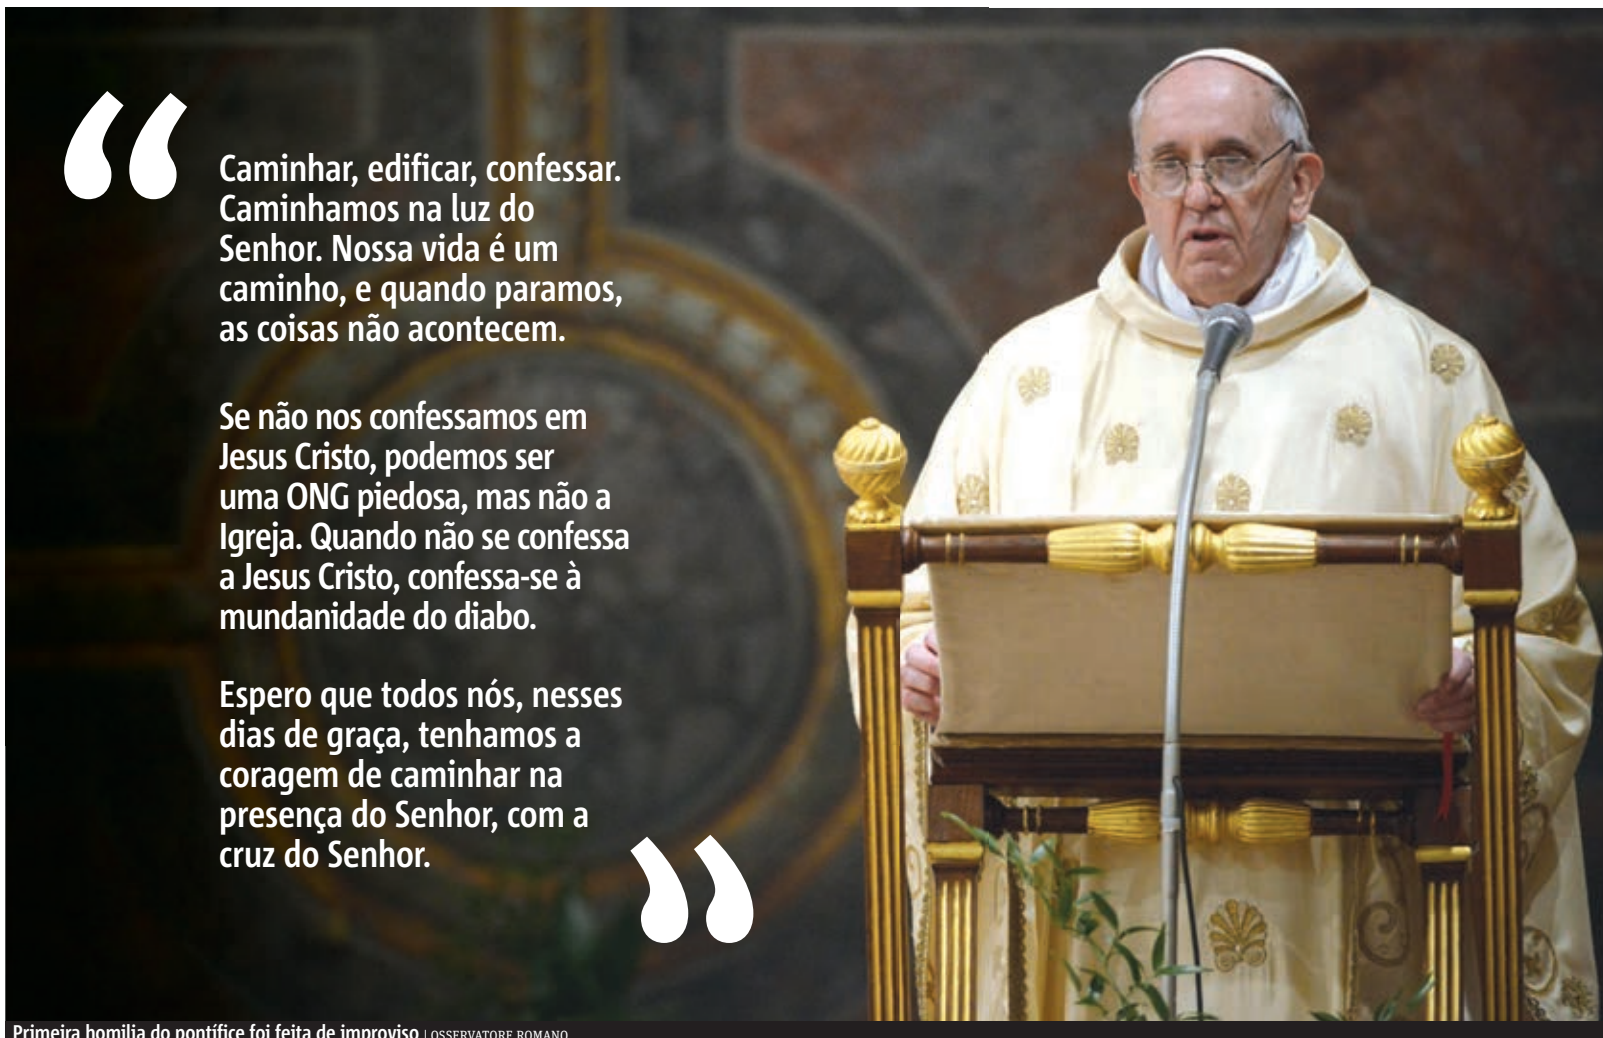 “
Caminhar, edificar, confessar.
Caminhamos na luz do
Senhor. Nossa vida é um
caminho, e quando paramos,
as coisas não acontecem.
Se não nos confessamos em
Jesus Cristo, podemos ser
uma ONG piedosa, mas não a
Igreja. Quando não se confessa
a Jesus Cristo, confessa-se à
mundanidade do diabo.
Espero que todos nós, nesses
dias de graça, tenhamos a
coragem de caminhar na
presença do Senhor, com a
cruz do Senhor.
”
Primeira homilia do pontífice foi feita de improviso | OSSERVATORE ROMANO